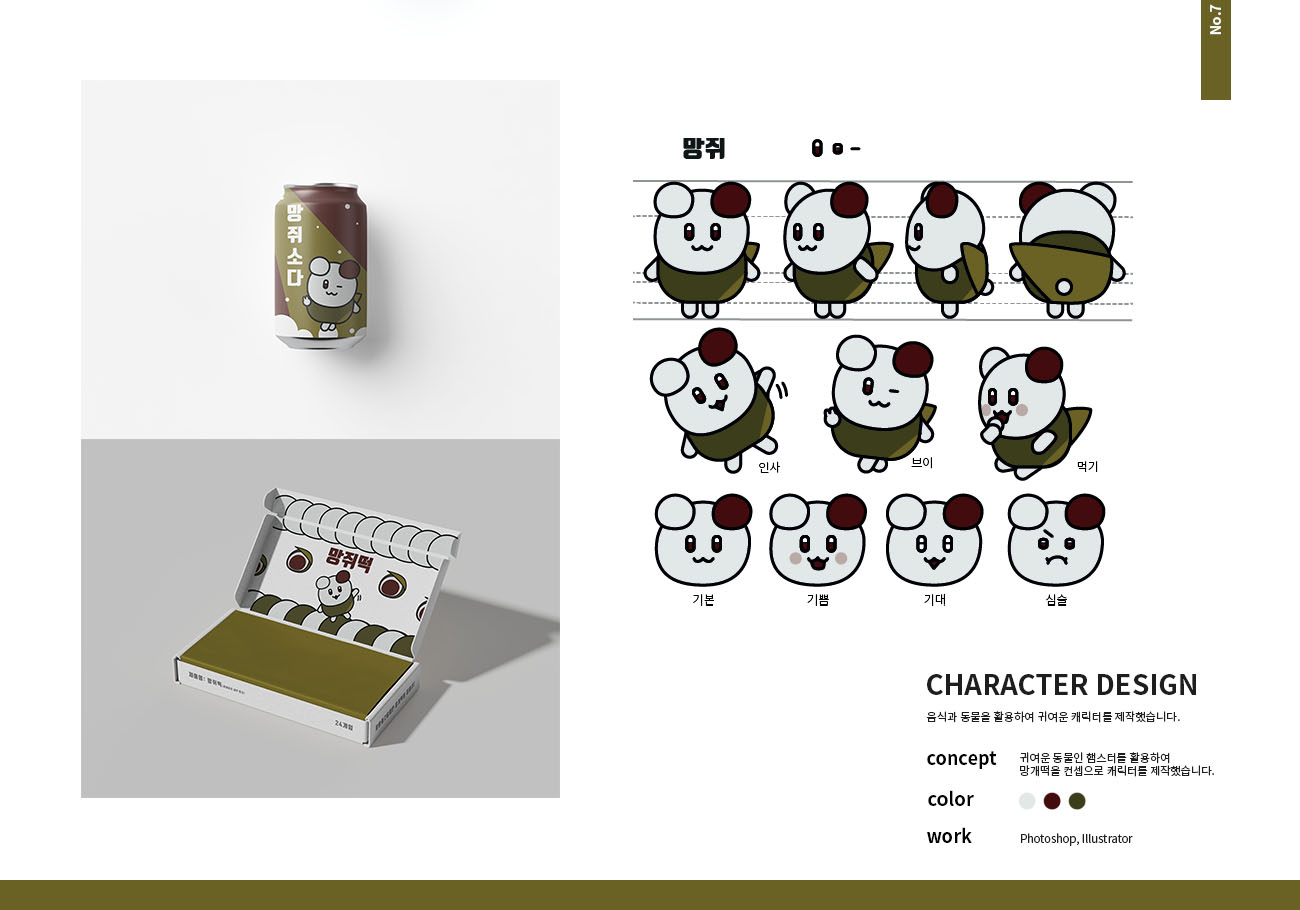 No.7
망쥐
망
쥐
소
다
인사
브이
먹기
망쥐떡
24개입
기본
기쁨
기대
심술
CHARACTER DESIGN
음식과 동물을 활용하여 귀여운 캐릭터를 제작했습니다.
concept
귀여운 동물인 햄스터를 활용하여
망개떡을 컨셉으로 캐릭터를 제작했습니다.
color
work
Photoshop, Illustrator